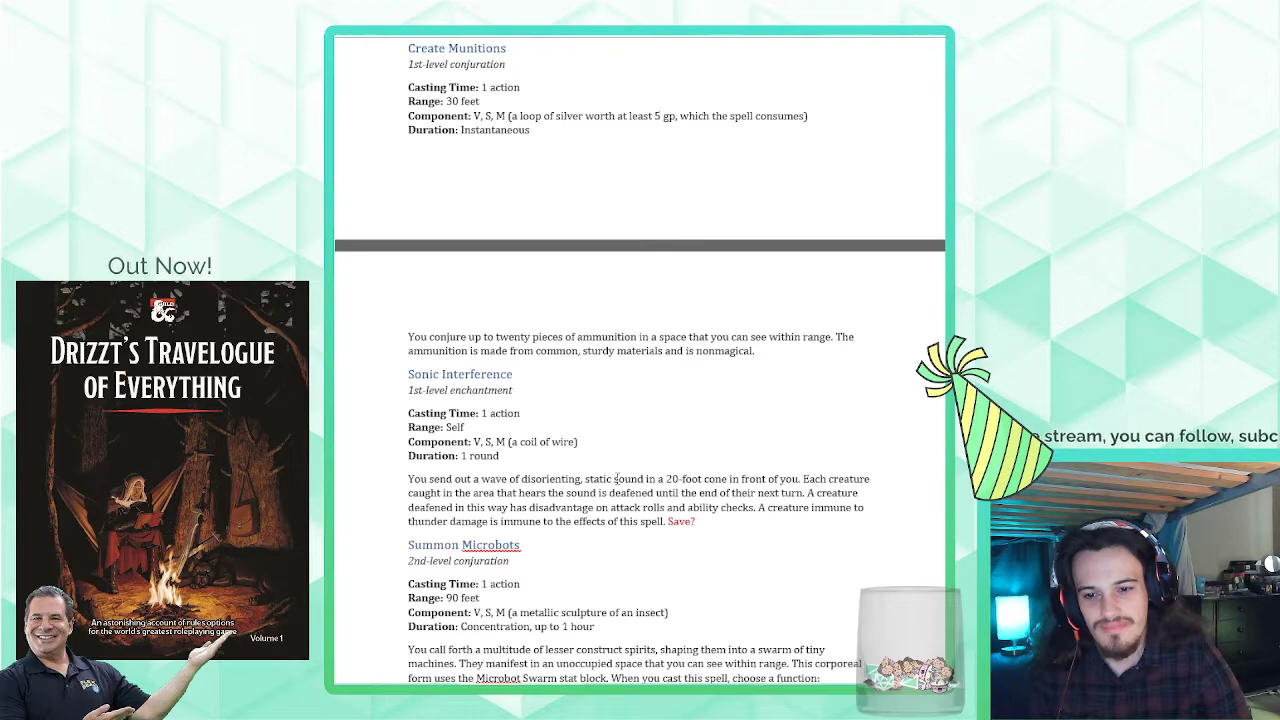 Create Munitions
1st-level conjuration
Casting Time: 1 action
Range: 30 feet
Component: V, S, M (a loop of silver worth at least 5 gp, which the spell consumes)
Duration: Instantaneous
You conjure up to twenty pieces of ammunition in a space that you can see within range. The
ammunition is made from common, sturdy materials and is nonmagical.
Sonic Interference
1st-level enchantment
Casting Time: 1 action
Range: Self
Component: V, S, M (a coil of wire)
Duration: 1 round
You send out a wave of disorienting, static sound in a 20-foot cone in front of you. Each creature
caught in the area that hears the sound is deafened until the end of their next turn. A creature
deafened in this way has disadvantage on attack rolls and ability checks. A creature immune to
thunder damage is immune to the effects of this spell. Save?
Summon Microbots
2nd-level conjuration
Casting Time: 1 action
Range: 90 feet
Component: V, S, M (a metallic sculpture of an insect)
Duration: Concentration, up to 1 hour
You call forth a multitude of lesser construct spirits, shaping them into a swarm of tiny
machines. They manifest in an unoccupied space that you can see within range. This corporeal
form uses the Microbot Swarm stat block. When you cast this spell, choose a function:
Out Now!
DRIZZT'S TRAVELOGUE
OF EVERYTHING
An astonishing account of rules options
for the world's greatest roleplaying game
Volume 1
stream, you can follow, subc